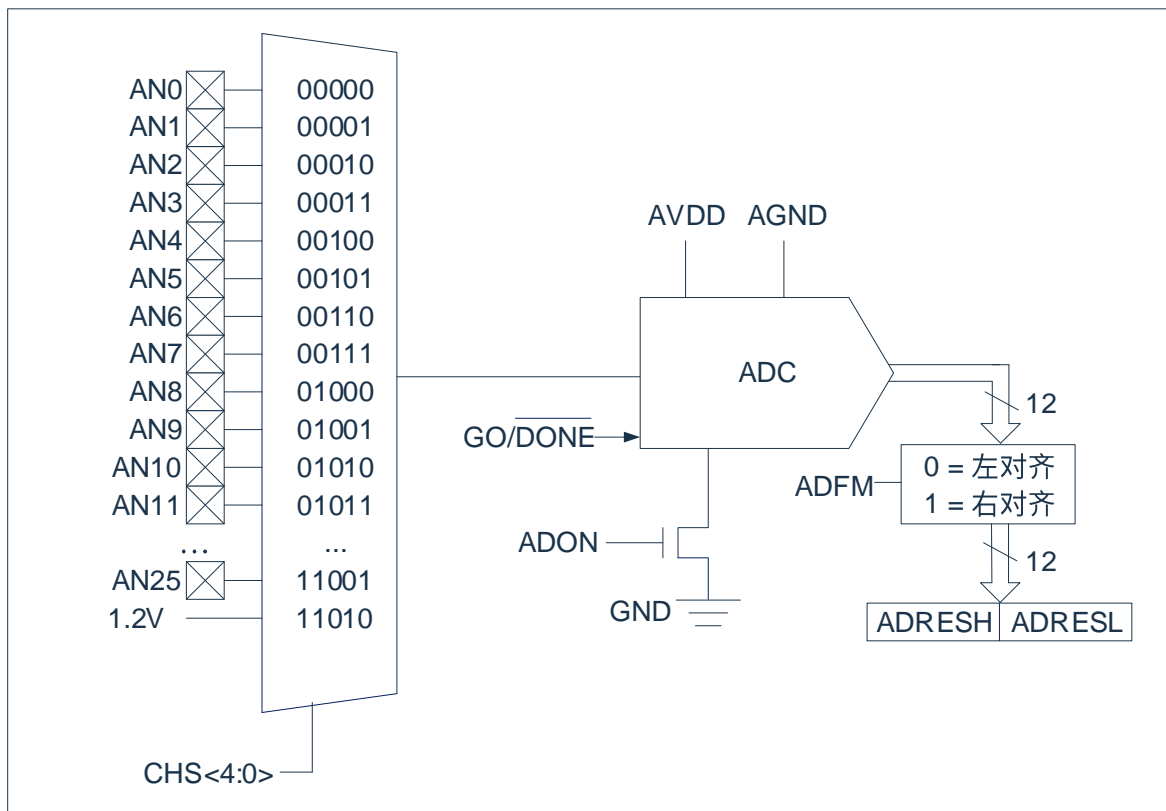 AN0 00000
AN1 00001
AN2 00010
AN3 00011
AN4 00100
AN5 00101
AN6 00110
AN7 00111
AN8 01000
AN9 01001
AN10 01010
AN11 01011
... ...
AN25 11001
1.2V 11010
CHS<4:0>
AVDD AGND
ADC
GO/DONE
12
ADFM
0 = 左对齐
1 = 右对齐
ADON
12
GND
ADRESH ADRESL